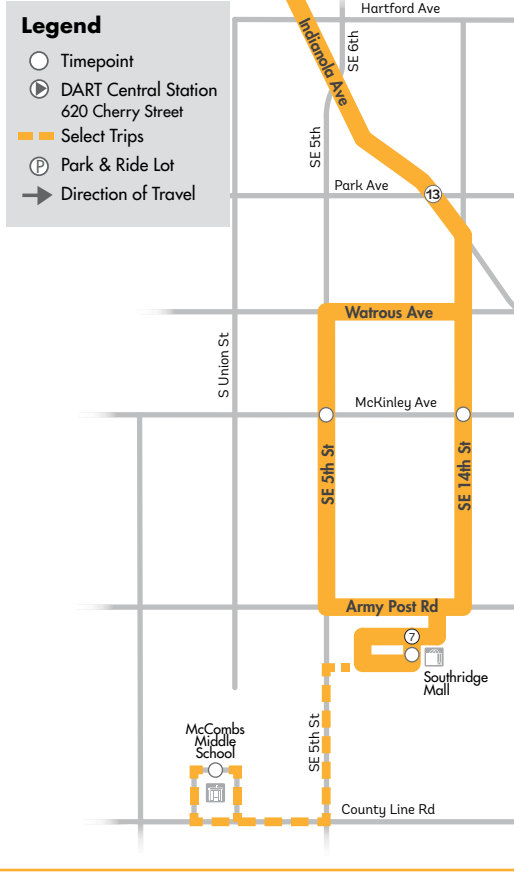 Legend
Timepoint
DART Central Station
620 Cherry Street
Select Trips
P
Park & Ride Lot
Direction of Travel
Hartford Ave
Indianola Ave
SE 6th
SE 5th
Park Ave
13
Watrous Ave
S Union St
McKinley Ave
SE 5th St
SE 14th St
Army Post Rd
7
Southridge
Mall
McCombs
Middle
School
SE 5th St
County Line Rd